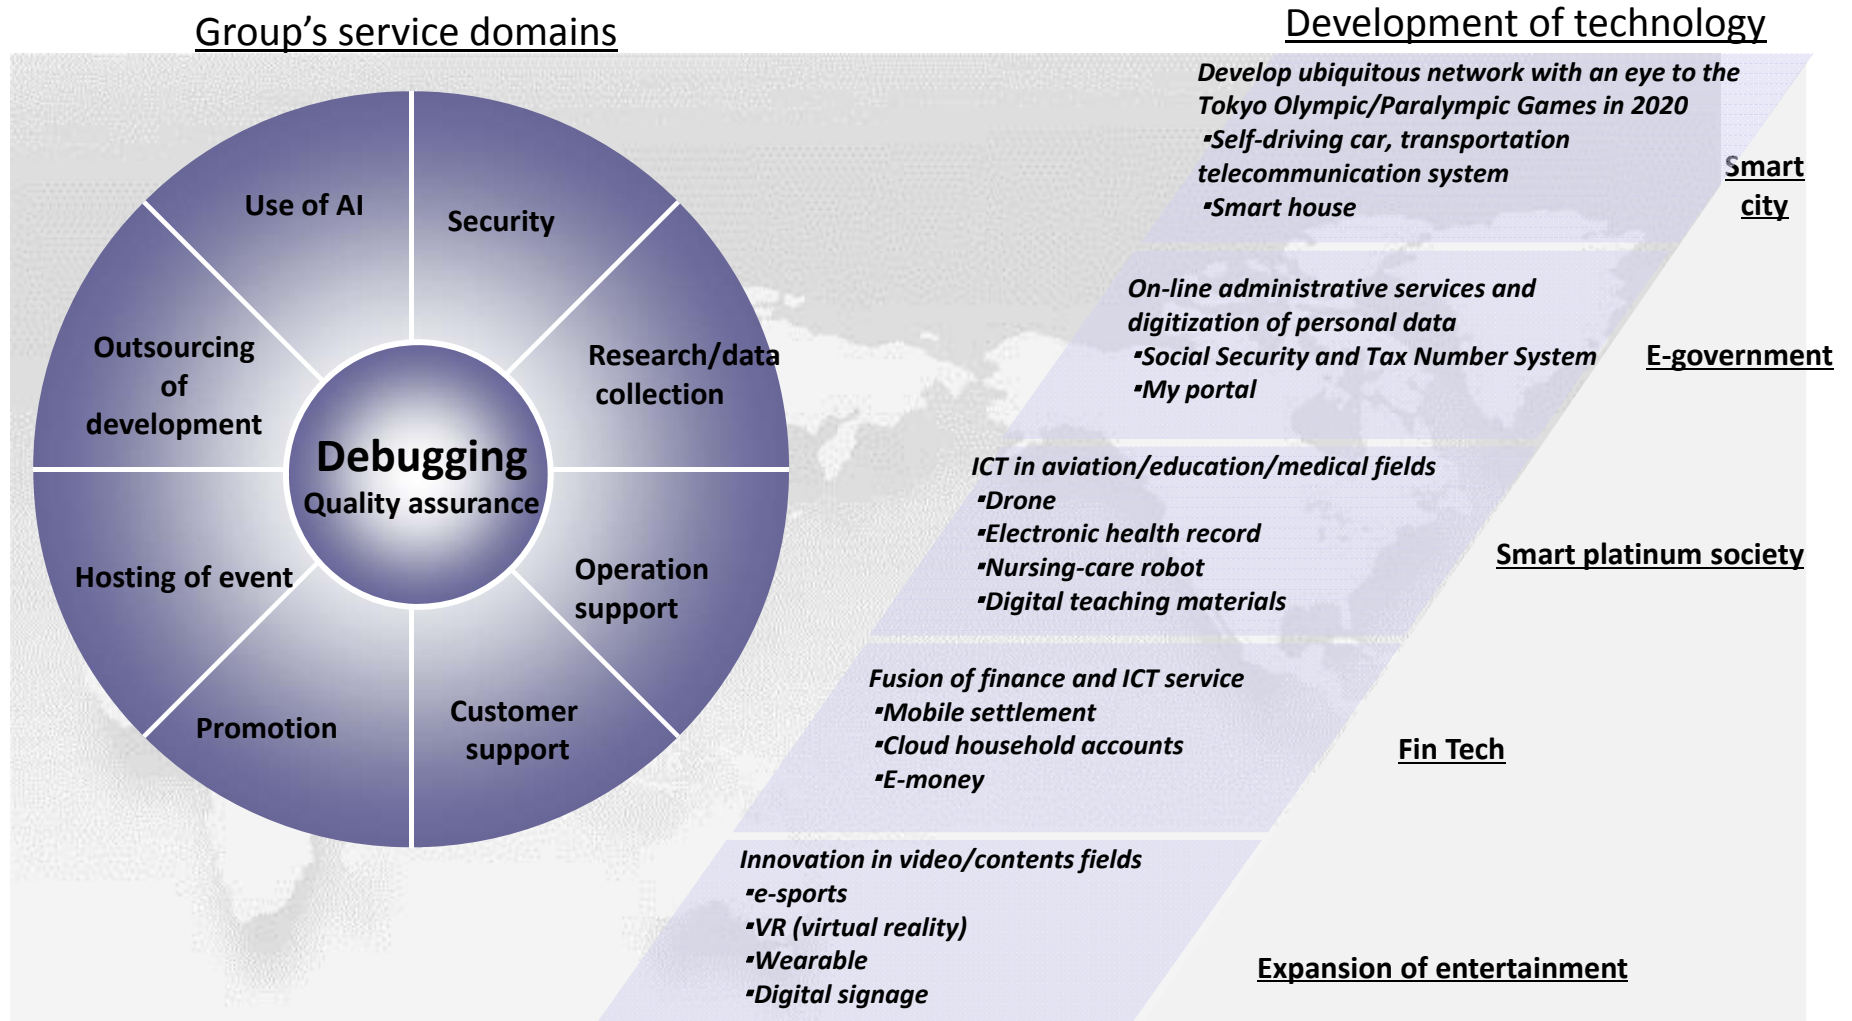 Group's service domains
Use of AI
Security
Outsourcing
of
development
Research/data
collection
Debugging
Quality assurance
Hosting of event
Operation
support
Promotion
Customer
support
Development of technology
Develop ubiquitous network with an eye to the
Tokyo Olympic/Paralympic Games in 2020
▪Self-driving car, transportation
telecommunication system
▪Smart house
Smart
city
On-line administrative services and
digitization of personal data
▪Social Security and Tax Number System
▪My portal
E-government
ICT in aviation/education/medical fields
▪Drone
▪Electronic health record
▪Nursing-care robot
▪Digital teaching materials
Smart platinum society
Fusion of finance and ICT service
▪Mobile settlement
▪Cloud household accounts
▪E-money
Fin Tech
Innovation in video/contents fields
▪e-sports
▪VR (virtual reality)
▪Wearable
▪Digital signage
Expansion of entertainment